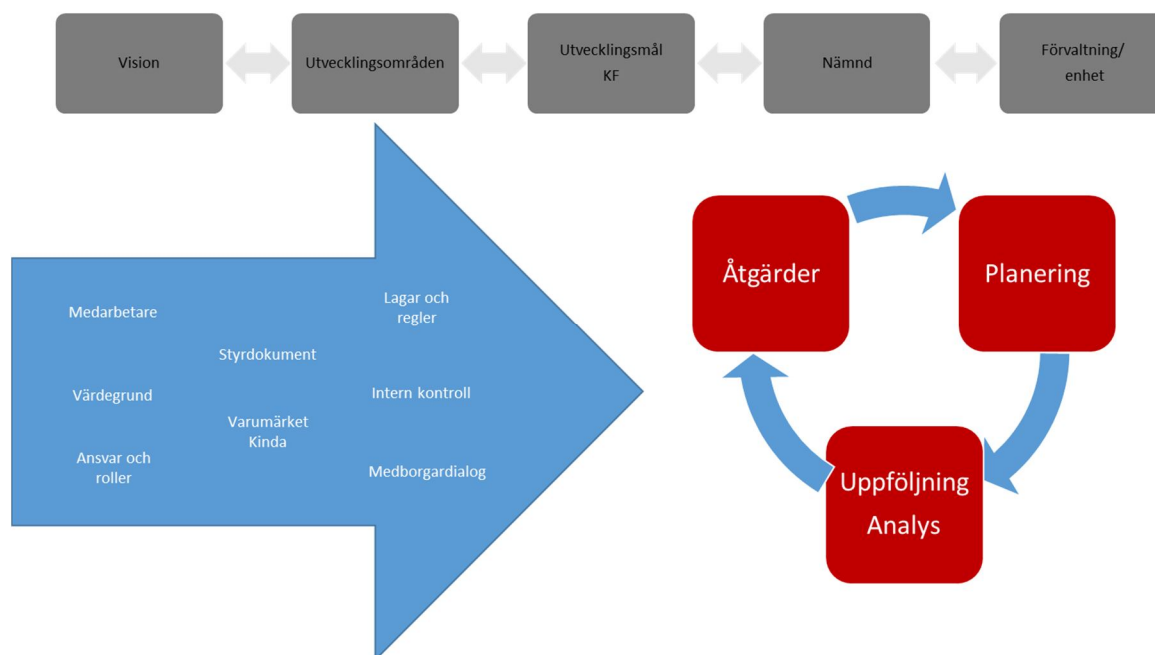 Vision
Utvecklingsområden
Utvecklingsmål
KF
Nämnd
Förvaltning/
enhet
Medarbetare
Värdegrund
Ansvar och
roller
Styrdokument
Varumärket
Kinda
Lagar och
regler
Intern kontroll
Medborgardialog
Åtgärder
Planering
Uppföljning
Analys